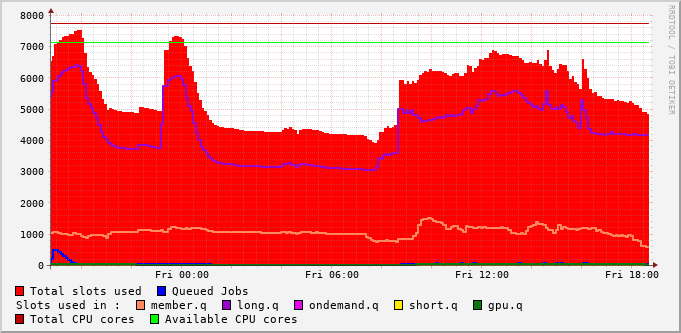 8000
7000
6000
5000
4000
3000
2000
1000
0
Fri 00:00 Fri 06:00 Fri 12:00 Fri 18:00
RRDTOOL / TOBI OETIKER
Total slots used Queued Jobs
Slots used in : member.q long.q ondemand.q short.q gpu.q
Total CPU cores Available CPU cores